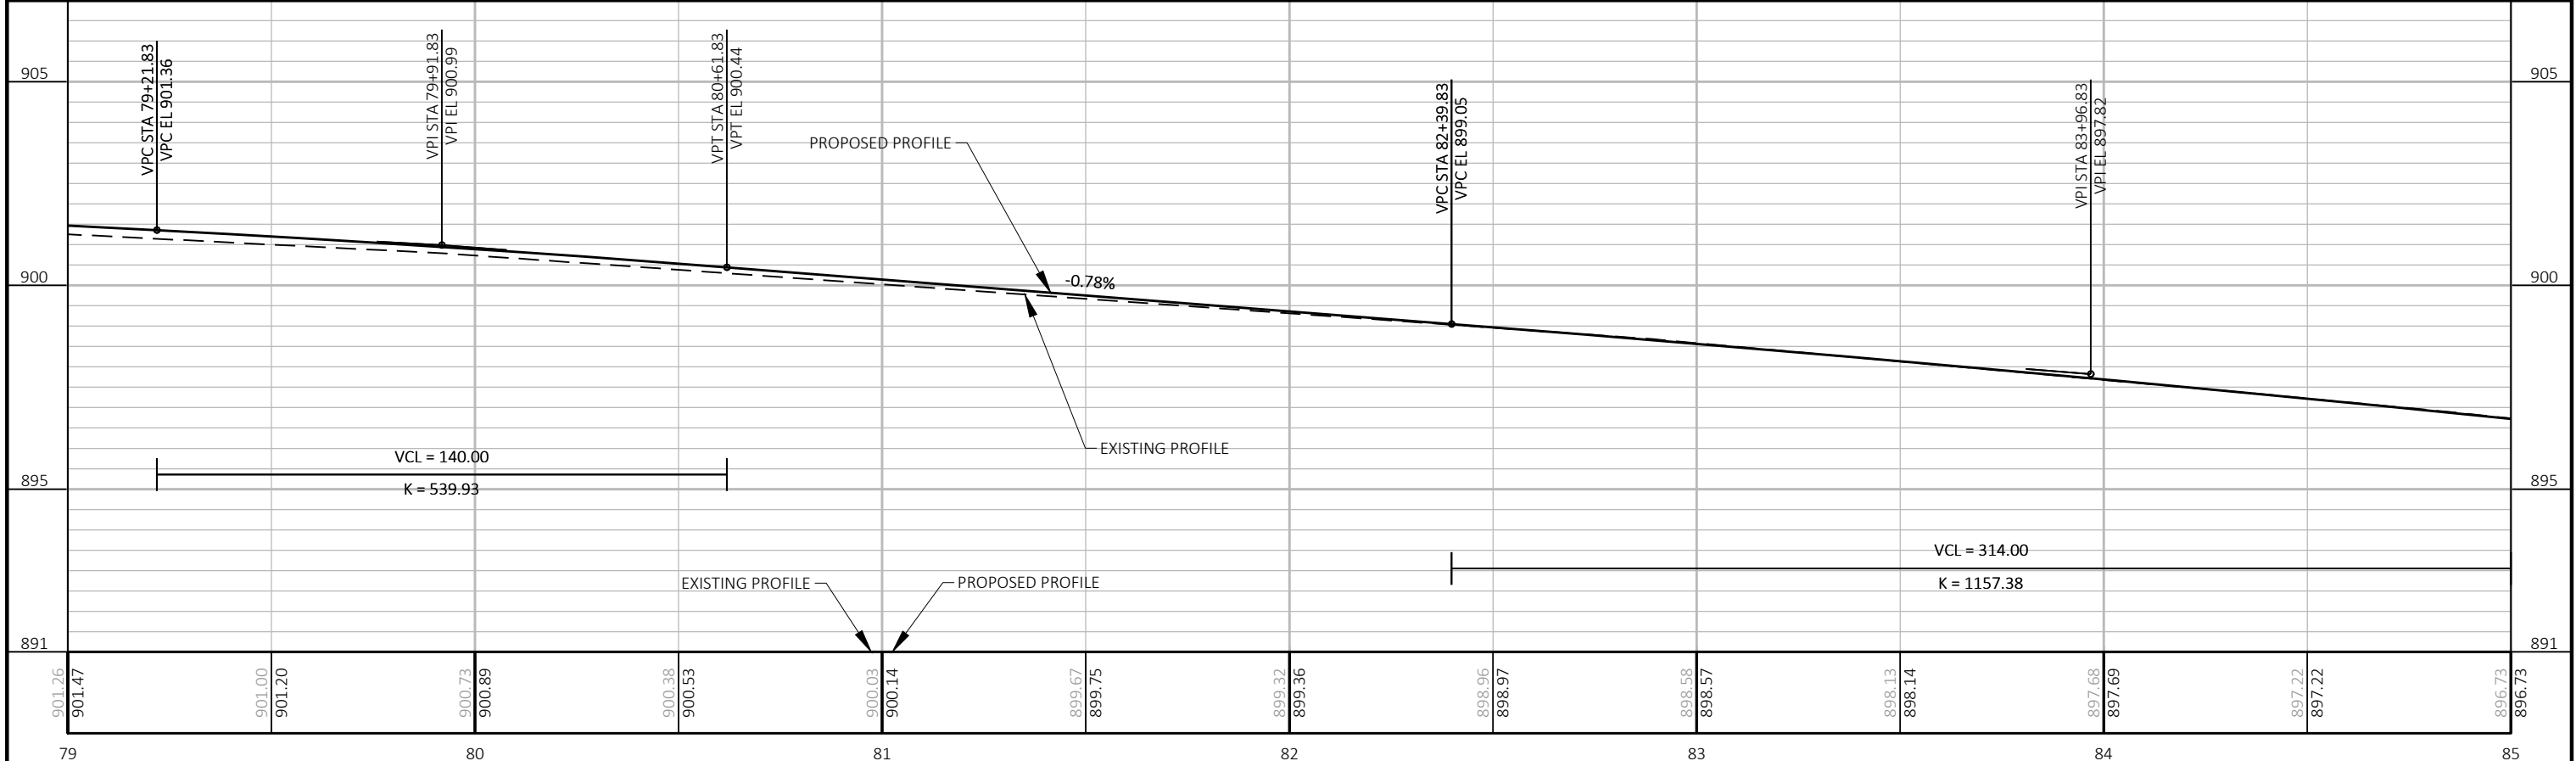 VPC STA 79+21.83
VPC EL 901.36
VPI STA 79+91.83
VPI EL 900.99
VPT STA 80+61.83
VPT EL 900.44
VPC STA 82+39.83
VPC EL 899.05
VPI STA 83+96.83
VPI EL 897.82
905
905
PROPOSED PROFILE
-0.78%
900
900
EXISTING PROFILE
VCL = 140.00
K = 539.93
895
895
VCL = 314.00
K = 1157.38
EXISTING PROFILE
PROPOSED PROFILE
891
891
901.26
901.47
901.00
901.20
900.73
900.89
900.38
900.53
900.03
900.14
899.67
899.75
899.32
899.36
898.96
898.97
898.58
898.57
898.13
898.14
897.68
897.69
897.22
897.22
896.73
896.73
79
80
81
82
83
84
85